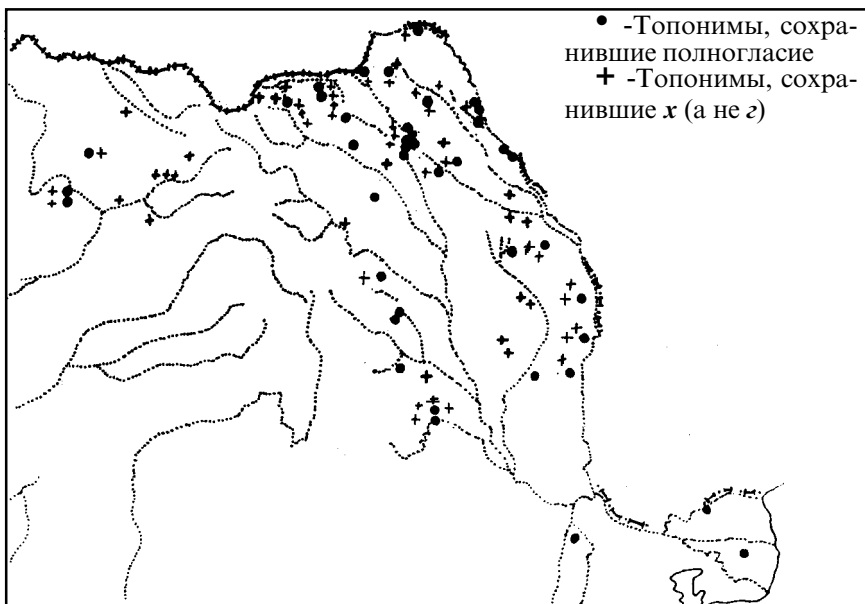 ● -Топонимы, сохра-
нившие полногласие
+ -Топонимы, сохра-
нившие х (а не г)